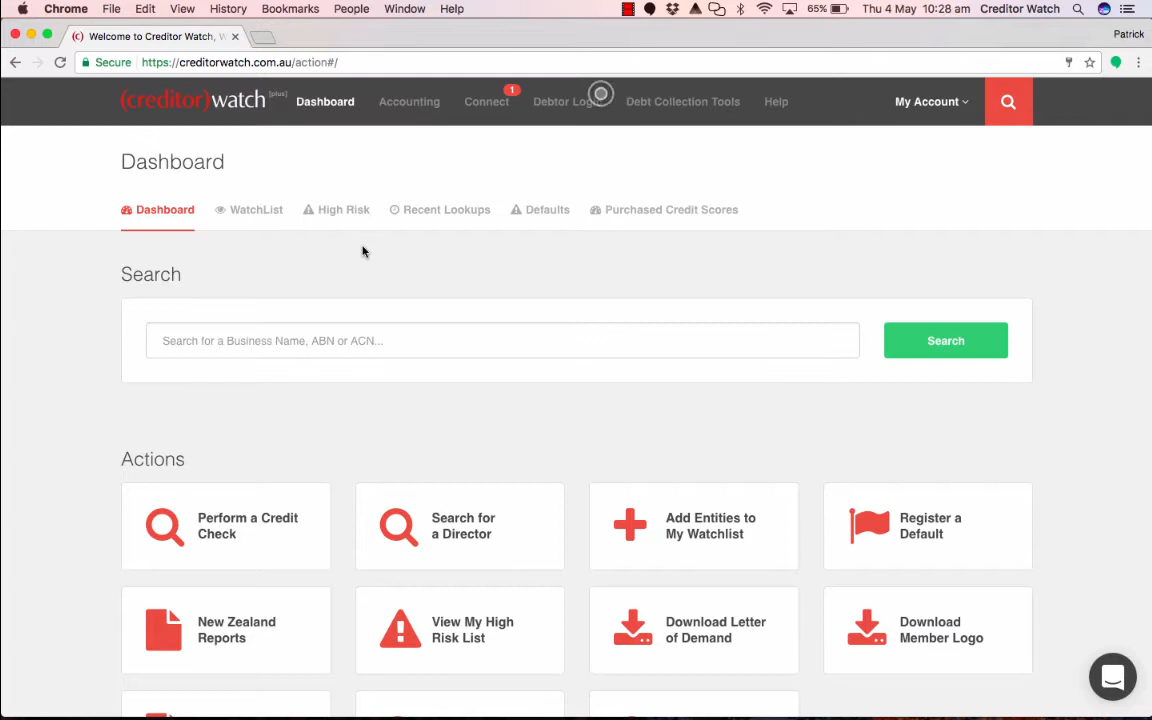 Chrome File Edit View History Bookmarks People Window Help 65% Thu 4 May 10:28 am Creditor Watch
(c) Welcome to Creditor Watch, Patrick
Secure https://creditorwatch.com.au/action#/
(creditor)watch [plus] Dashboard Accounting Connect 1 Debtor Debt Collection Tools Help My Account
Dashboard
Dashboard WatchList High Risk Recent Lookups Defaults Purchased Credit Scores
Search
Search for a Business Name, ABN or ACN... Search
Actions
Perform a Credit
Check
Search for
a Director
Add Entities to
My Watchlist
Register a
Default
New Zealand
Reports
View My High
Risk List
Download Letter
of Demand
Download
Member Logo